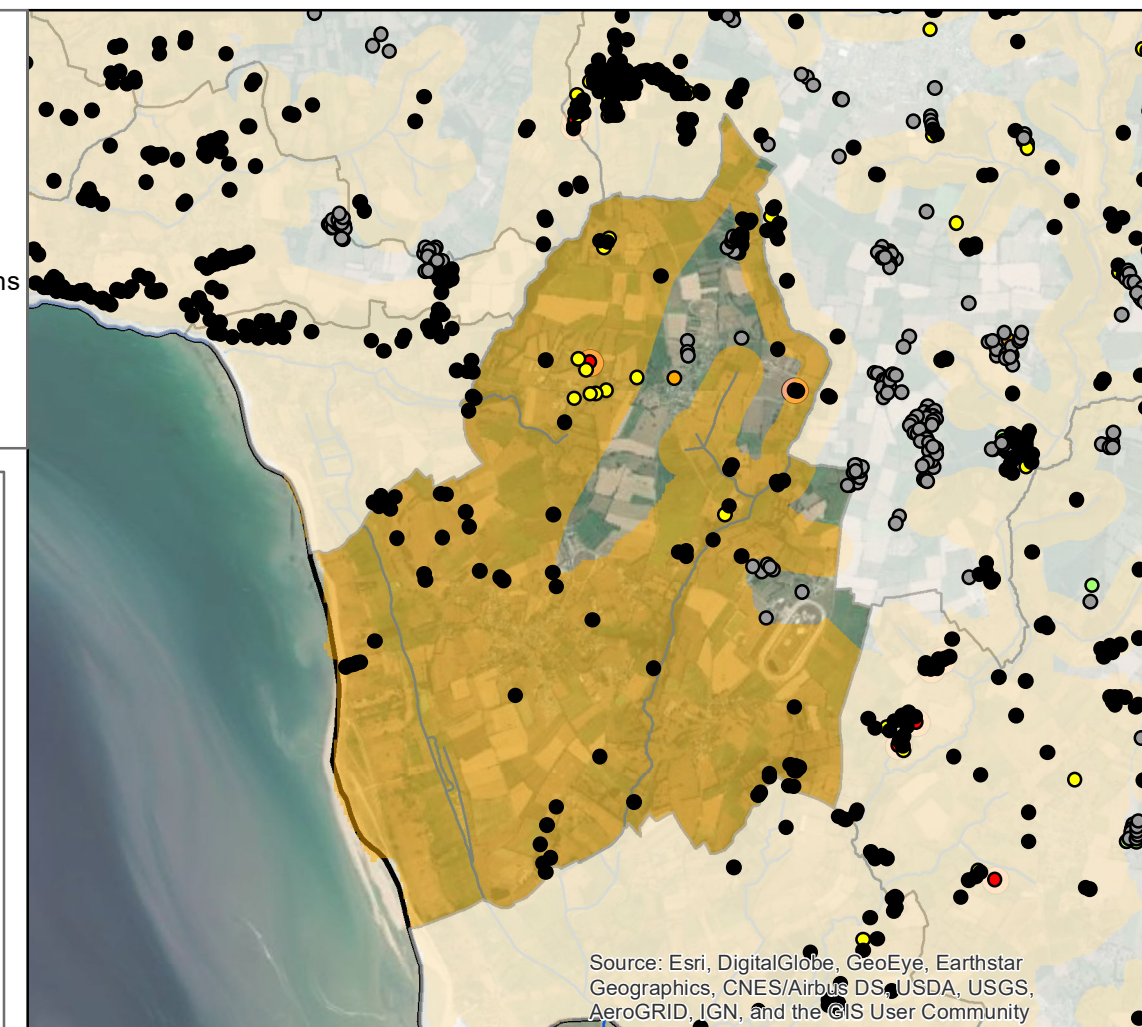 ns
Source: Esri, DigitalGlobe, GeoEye, Earthstar
Geographics, CNES/Airbus DS, USDA, USGS,
AeroGRID, IGN, and the GIS User Community